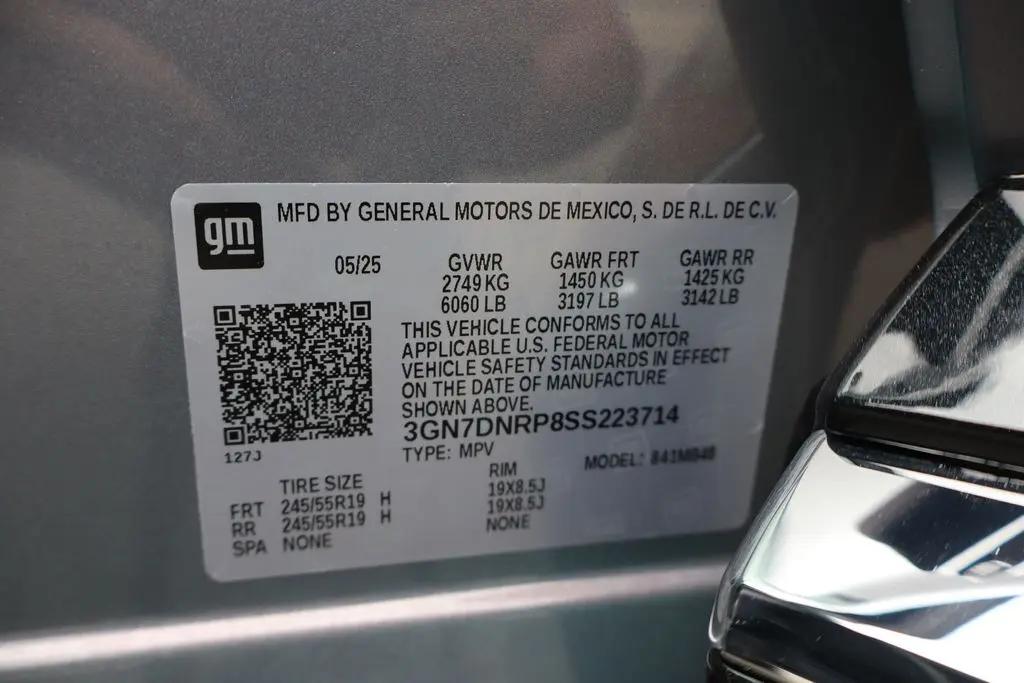 gm
MFD BY GENERAL MOTORS DE MEXICO, S. DE R.L. DE C.V.
05/25 GVWR GAWR FRT GAWR RR
2749 KG 1450 KG 1425 KG
6060 LB 3197 LB 3142 LB
THIS VEHICLE CONFORMS TO ALL
APPLICABLE U.S. FEDERAL MOTOR
VEHICLE SAFETY STANDARDS IN EFFECT
ON THE DATE OF MANUFACTURE
SHOWN ABOVE.
3GN7DNRP8SS223714
127J
TYPE: MPV MODEL:
TIRE SIZE RIM
FRT 245/55R19 H 19X8.5J
RR 245/55R19 H 19X8.5J
SPA NONE NONE